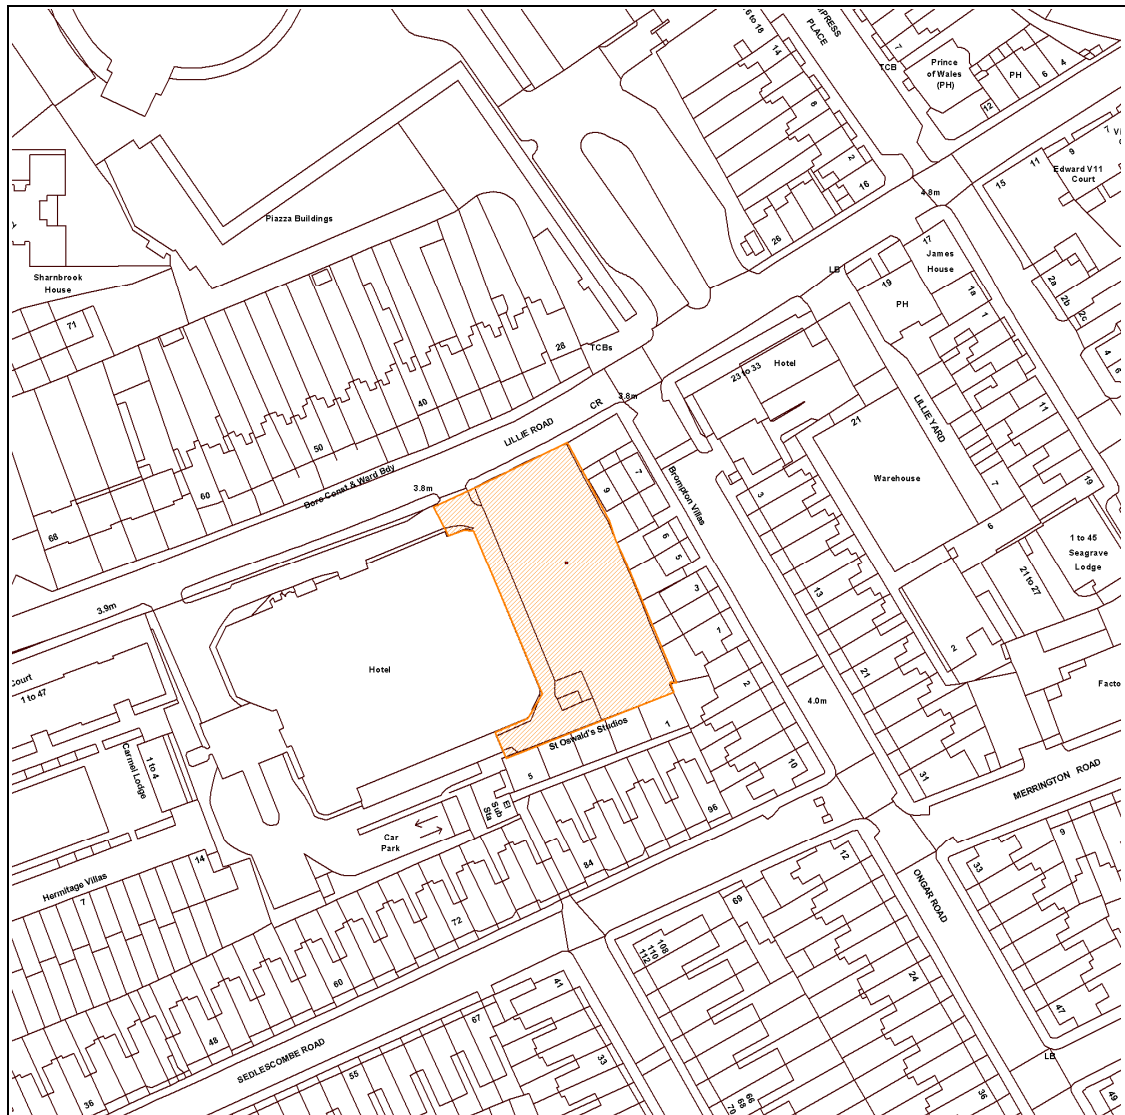 16 to 18
14
8
2
16
26
PRESS
PLACE
7
TCB
Prince
of Wales
(PH)
PH
6
4
12
7
9
11
15
Edward V11
Court
4.8m
Piazza Buildings
Sharnbrook
House
71
17
James
House
LB
19
PH
1a
1
2a
2b
2c
4
6
28
TCBs
40
50
60
68
Hotel
23 to 33
3.8m
CR
LILLIE ROAD
Boro Const & Ward Bdy
3.8m
21
LILLIE YARD
11
Warehouse
7
19
6
3
Brompton Villas
7
9
6
5
3
1
2
1 to 45
Seagrave
Lodge
21 to 27
13
21
2
3.9m
Court
1 to 47
Hotel
4.0m
Carmel Lodge
1 to 4
St Oswald's Studios
1
5
10
31
MERRINGTON ROAD
El
Sub
Sta
Car
Park
96
84
72
60
48
36
14
Hermitage Villas
7
12
69
108
110
112
ONGAR ROAD
33
9
24
47
LB
41
67
33
55
SEDLESCOMBE ROAD
66
68
70
36
49